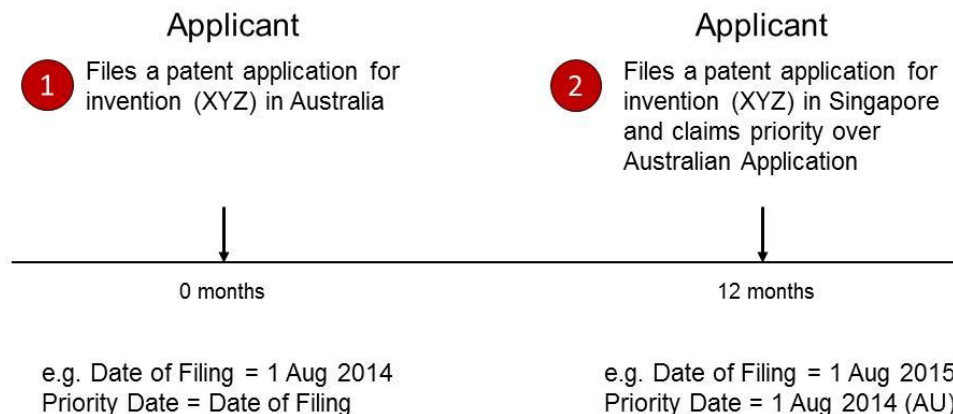 Applicant
1
Files a patent application for
invention (XYZ) in Australia
Applicant
2
Files a patent application for
invention (XYZ) in Singapore
and claims priority over
Australian Application
0 months
12 months
e.g. Date of Filing = 1 Aug 2014
Priority Date = Date of Filing
e.g. Date of Filing = 1 Aug 2015
Priority Date = 1 Aug 2014 (AU)